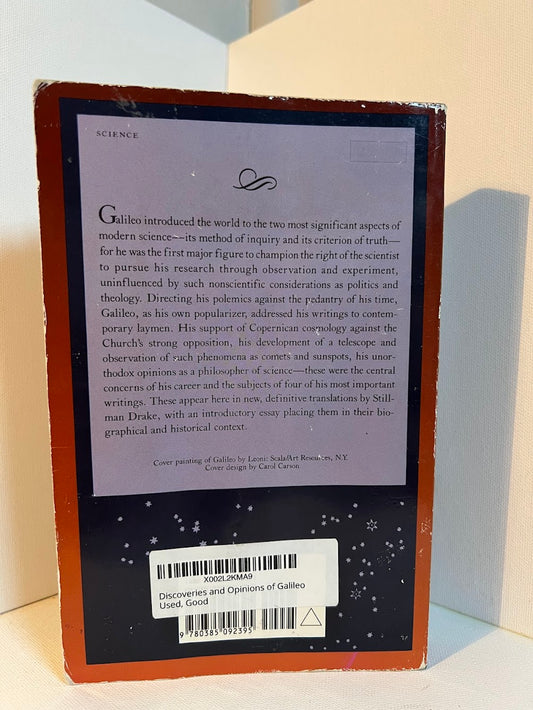 SCIENCE
Galileo introduced the world to the two most significant aspects of
modern science—its method of inquiry and its criterion of truth—
for he was the first major figure to champion the right of the scientist
to pursue his research through observation and experiment,
uninfluenced by such nonscientific considerations as politics and
theology. Directing his polemics against the pedantry of his time,
Galileo, as his own popularizer, addressed his writings to contem-
porary laymen. His support of Copernican cosmology against the
Church's strong opposition, his development of a telescope and
observation of such phenomena as comets and sunspots, his unor-
thodox opinions as a philosopher of science—these were the central
concerns of his career and the subjects of four of his most important
writings. These appear here in new, definitive translations by Still-
man Drake, with an introductory essay placing them in their bio-
graphical and historical context.
Cover painting of Galileo by Leoni: Scala/Art Resources, N.Y.
Cover design by Carol Carson
X002L2KMA9
Discoveries and Opinions of Galileo
Used, Good
9 780385 092395